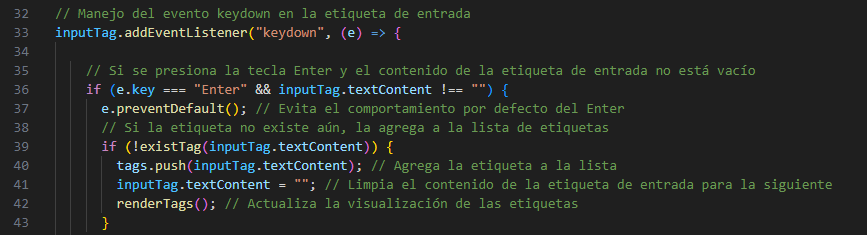 32 // Manejo del evento keydown en la etiqueta de entrada
33 inputTag.addEventListener("keydown", (e) => {
34
35 // Si se presiona la tecla Enter y el contenido de la etiqueta de entrada no está vacío
36 if (e.key === "Enter" && inputTag.textContent !== "") {
37 e.preventDefault(); // Evita el comportamiento por defecto del Enter
38 // Si la etiqueta no existe aún, la agrega a la lista de etiquetas
39 if (!existTag(inputTag.textContent)) {
40 tags.push(inputTag.textContent); // Agrega la etiqueta a la lista
41 inputTag.textContent = ""; // Limpia el contenido de la etiqueta de entrada para la siguiente
42 renderTags(); // Actualiza la visualización de las etiquetas
43 }